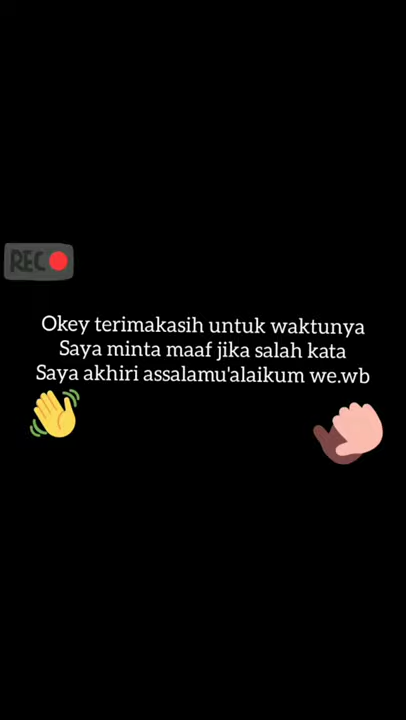 REC
Okey terimakasih untuk waktunya
Saya minta maaf jika salah kata
Saya akhiri assalamu'alaikum we.wb